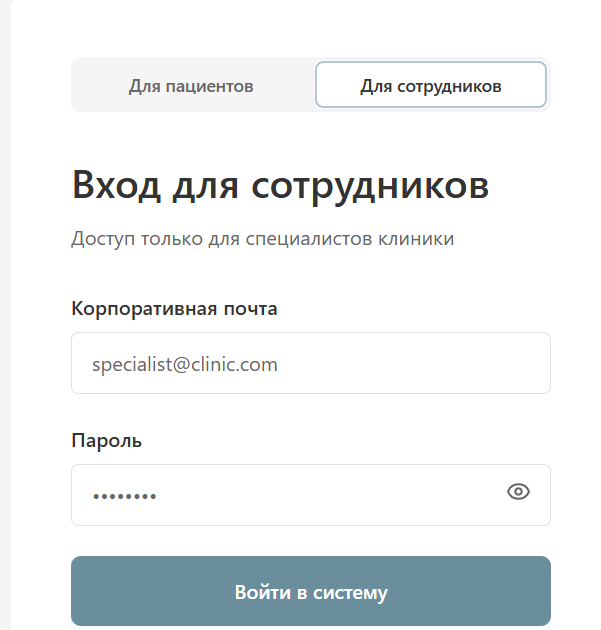 Для пациентов Для сотрудников
Вход для сотрудников
Доступ только для специалистов клиники
Корпоративная почта
specialist@clinic.com
Пароль
••••••••
Войти в систему